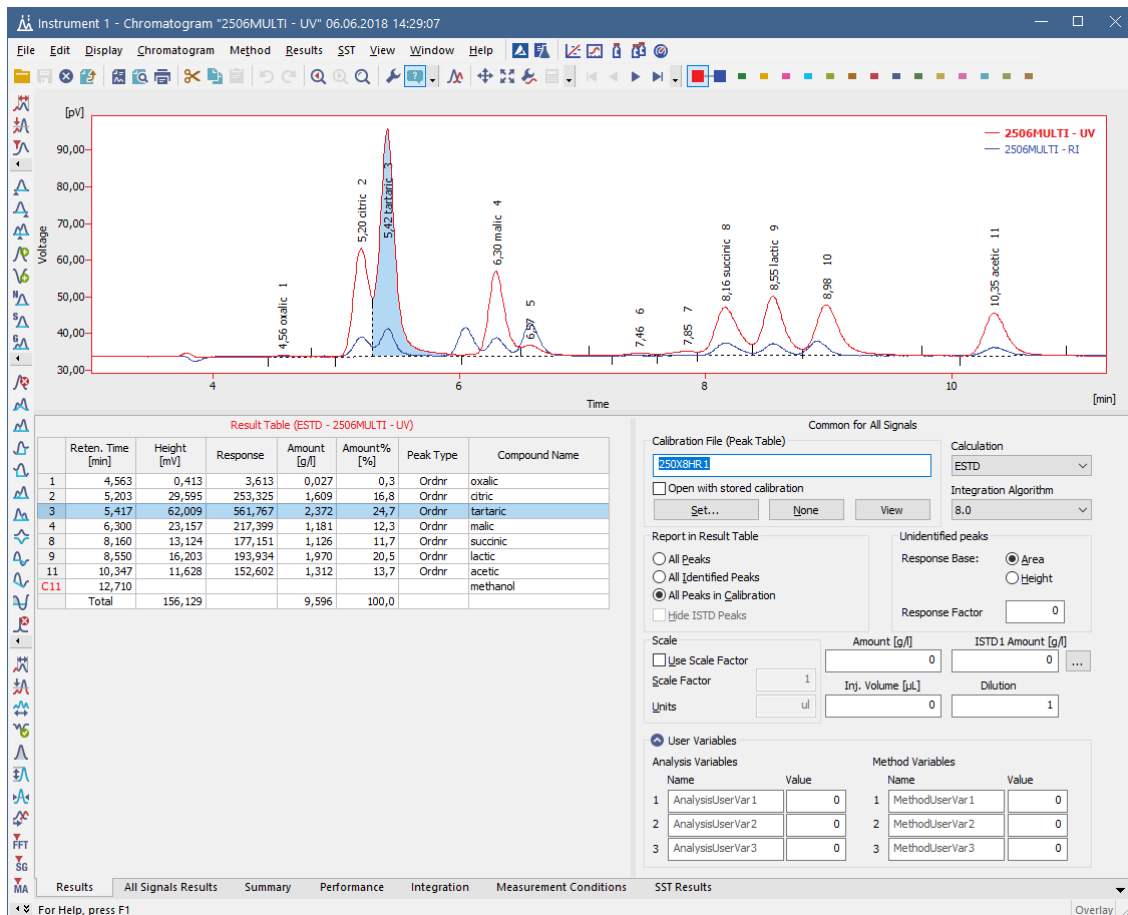 Instrument 1 - Chromatogram "2506MULTI - UV" 06.06.2018 14:29:07
File Edit Display Chromatogram Method Results SST View Window Help
[pV]
2506MULTI - UV
2506MULTI - RI
90,00
80,00
70,00
60,00
50,00
40,00
30,00
Voltage
4,56 oxalic 1
5,20 citric 2
5,42 tartaric 3
6,30 malic 4
6,57 5
7,46 6
7,85 7
8,16 succinic 8
8,55 lactic 9
8,98 10
10,35 acetic 11
4 6 8 10
Time
[min]
Result Table (ESTD - 2506MULTI - UV)
Reten. Time [min] Height [mV] Response Amount [g/l] Amount% [%] Peak Type Compound Name
1 4,563 0,413 3,613 0,027 0,3 Ordnr oxalic
2 5,203 29,595 253,325 1,609 16,8 Ordnr citric
3 5,417 62,009 561,767 2,372 24,7 Ordnr tartaric
4 6,300 23,157 217,399 1,181 12,3 Ordnr malic
8 8,160 13,124 177,151 1,126 11,7 Ordnr succinic
9 8,550 16,203 193,934 1,970 20,5 Ordnr lactic
11 10,347 11,628 152,602 1,312 13,7 Ordnr acetic
C11 12,710 methanol
Total 156,129 9,596 100,0
Common for All Signals
Calibration File (Peak Table)
250X8HR1
Open with stored calibration
Set... None View
Calculation
ESTD
Integration Algorithm
8.0
Report in Result Table
All Peaks
All Identified Peaks
All Peaks in Calibration
Hide ISTD Peaks
Unidentified peaks
Response Base: Area
Height
Response Factor 0
Scale
Use Scale Factor
Scale Factor 1
Units ul
Amount [g/l] ISTD1 Amount [g/l]
0 0 ...
Inj. Volume [µL] Dilution
0 1
User Variables
Analysis Variables
Name Value
1 AnalysisUserVar1 0
2 AnalysisUserVar2 0
3 AnalysisUserVar3 0
Method Variables
Name Value
1 MethodUserVar1 0
2 MethodUserVar2 0
3 MethodUserVar3 0
N
S
G
FFT
SG
MA
Results All Signals Results Summary Performance Integration Measurement Conditions SST Results
For Help, press F1
Overlay